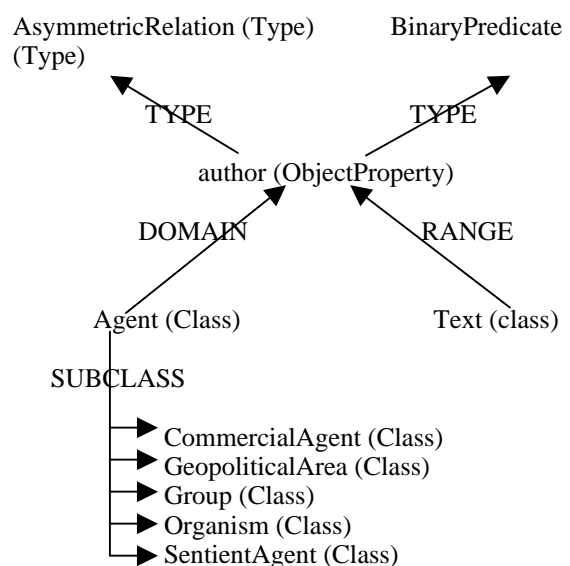 AsymmetricRelation (Type) BinaryPredicate
(Type)
TYPE TYPE
author (ObjectProperty)
DOMAIN RANGE
Agent (Class) Text (class)
SUBCLASS
CommercialAgent (Class)
GeopoliticalArea (Class)
Group (Class)
Organism (Class)
SentientAgent (Class)